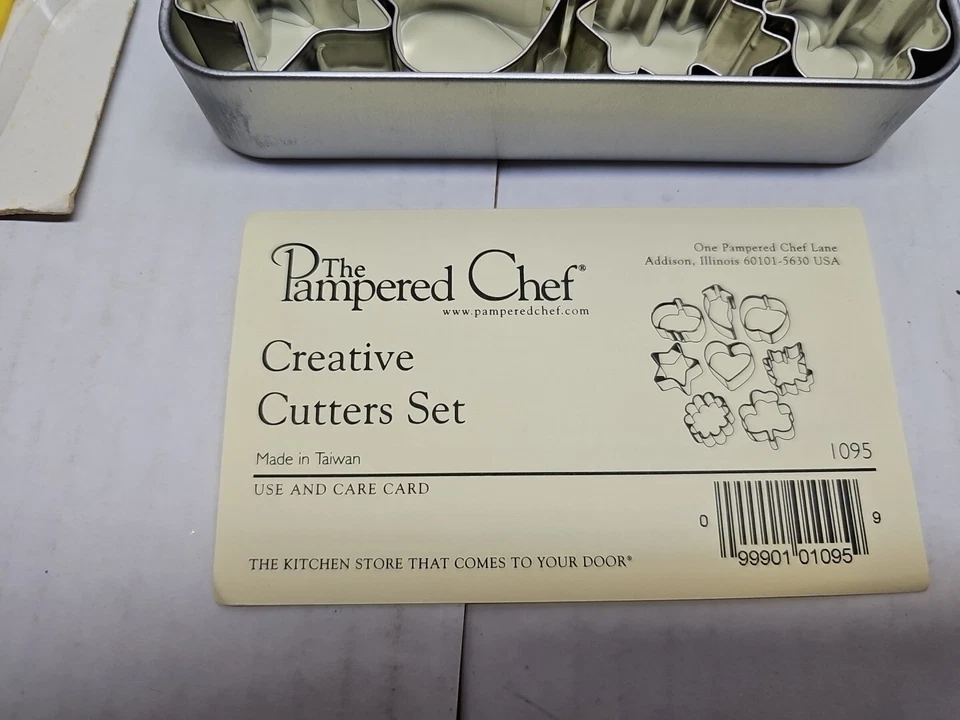 The
Pampered Chef®
www.pamperedchef.com
One Pampered Chef Lane
Addison, Illinois 60101-5630 USA
Creative
Cutters Set
Made in Taiwan
1095
USE AND CARE CARD
THE KITCHEN STORE THAT COMES TO YOUR DOOR®
0 99901 01095 9